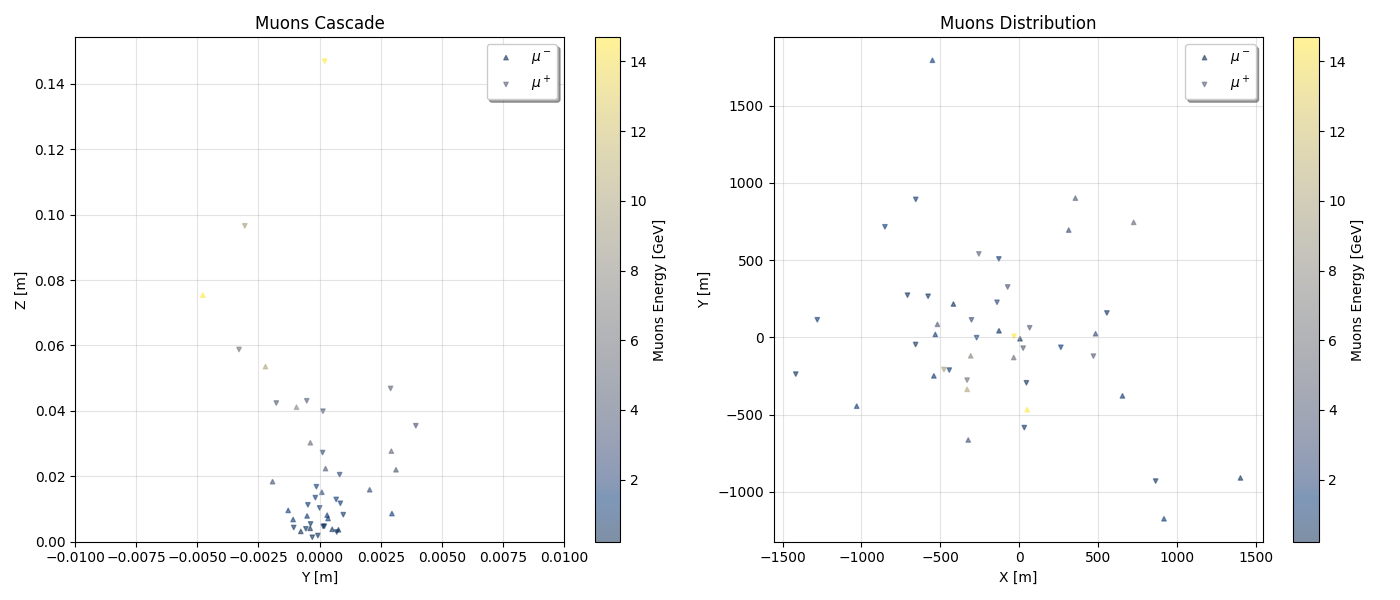 Muons Cascade
μ⁻
μ⁺
0.14
0.12
0.10
0.08
0.06
0.04
0.02
0.00
Z [m]
−0.0100 −0.0075 −0.0050 −0.0025 0.0000 0.0025 0.0050 0.0075 0.0100
Y [m]
14
12
10
8
6
4
2
Muons Energy [GeV]
Muons Distribution
μ⁻
μ⁺
1500
1000
500
0
−500
−1000
Y [m]
−1500 −1000 −500 0 500 1000 1500
X [m]
14
12
10
8
6
4
2
Muons Energy [GeV]